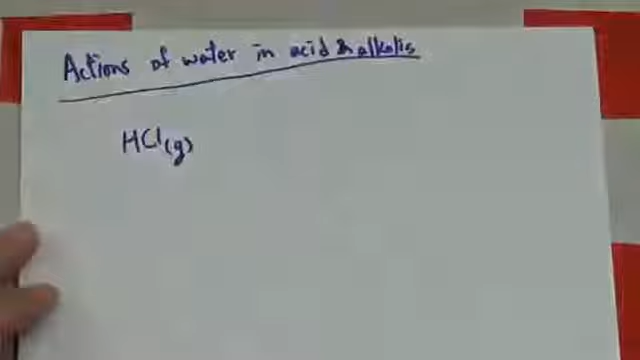 Actions of water in acid & alkalis
HCl(g)